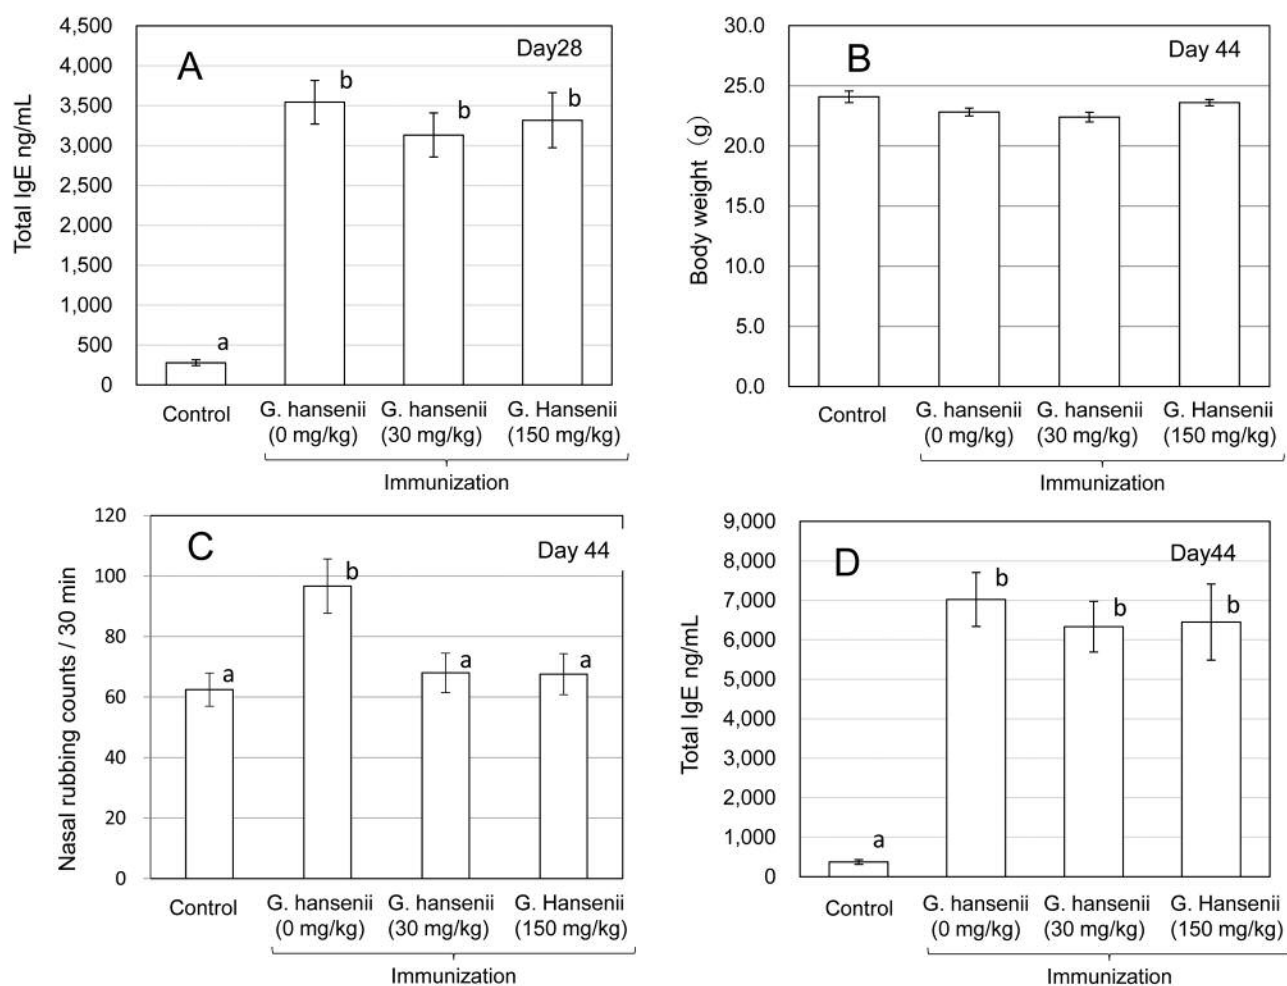 4,500
4,000
3,500
3,000
2,500
2,000
1,500
1,000
500
0
Total IgE ng/mL
A
Day28
a
b
b
b
Control
G. hansenii
(0 mg/kg)
G. hansenii
(30 mg/kg)
G. Hansenii
(150 mg/kg)
Immunization
30.0
25.0
20.0
15.0
10.0
5.0
0.0
Body weight (g)
B
Day 44
Control
G. hansenii
(0 mg/kg)
G. hansenii
(30 mg/kg)
G. Hansenii
(150 mg/kg)
Immunization
120
100
80
60
40
20
0
Nasal rubbing counts / 30 min
C
Day 44
a
b
a
a
Control
G. hansenii
(0 mg/kg)
G. hansenii
(30 mg/kg)
G. Hansenii
(150 mg/kg)
Immunization
9,000
8,000
7,000
6,000
5,000
4,000
3,000
2,000
1,000
0
Total IgE ng/mL
D
Day44
a
b
b
b
Control
G. hansenii
(0 mg/kg)
G. hansenii
(30 mg/kg)
G. Hansenii
(150 mg/kg)
Immunization